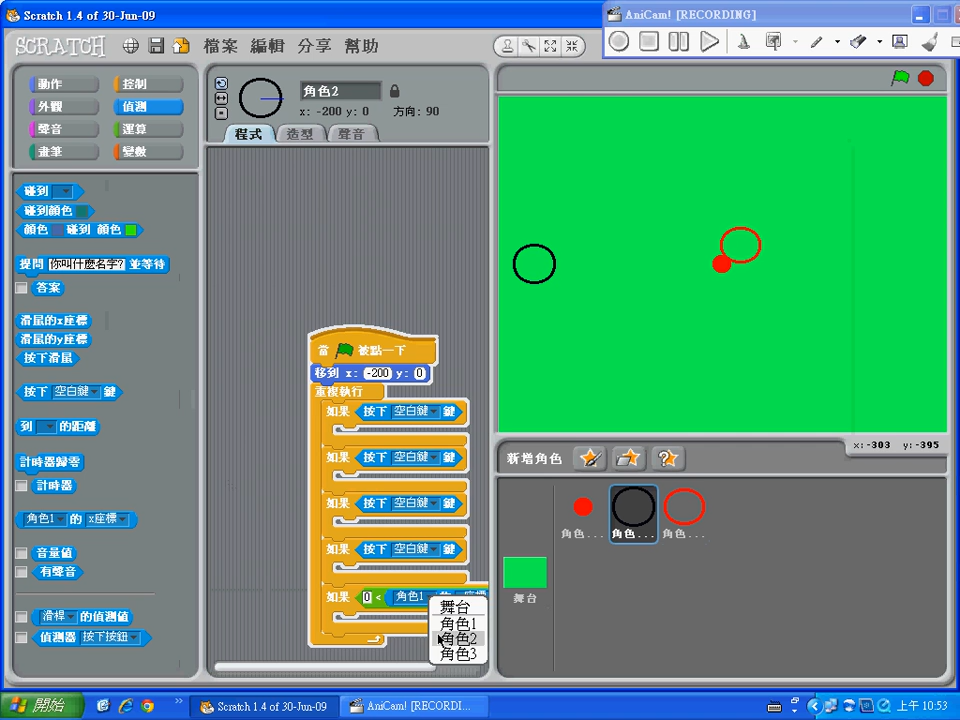 Scratch 1.4 of 30-Jun-09
AniCam! [RECORDING]
SCRATCH
檔案 編輯 分享 幫助
動作 控制
外觀 偵測
聲音 運算
畫筆 變數
角色2
x: -200 y: 0 方向: 90
程式 造型 聲音
碰到
碰到顏色
顏色 碰到 顏色
提問 你叫什麼名字? 並等待
答案
滑鼠的x座標
滑鼠的y座標
按下滑鼠
按下 空白鍵 鍵
到 的距離
計時器歸零
計時器
角色1 的 x座標
音量值
有聲音
滑桿 的偵測值
偵測器 按下按鈕
當 被點一下
移到 x: -200 y: 0
重複執行
如果 按下 空白鍵 鍵
如果 按下 空白鍵 鍵
如果 按下 空白鍵 鍵
如果 按下 空白鍵 鍵
如果 0 < 角色1
舞台
角色1
角色2
角色3
x: -303 y: -395
新增角色
角色... 角色... 角色...
舞台
開始
Scratch 1.4 of 30-Jun-09
AniCam! [RECORDI...
上午 10:53